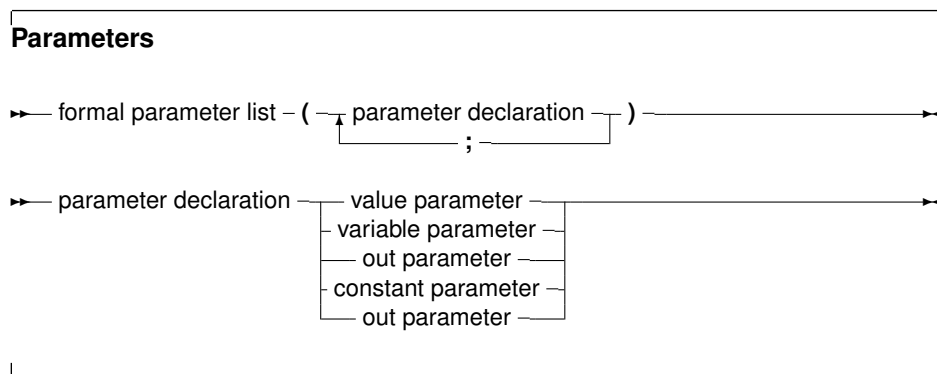 Parameters
formal parameter list ( parameter declaration )
;
parameter declaration value parameter
variable parameter
out parameter
constant parameter
out parameter